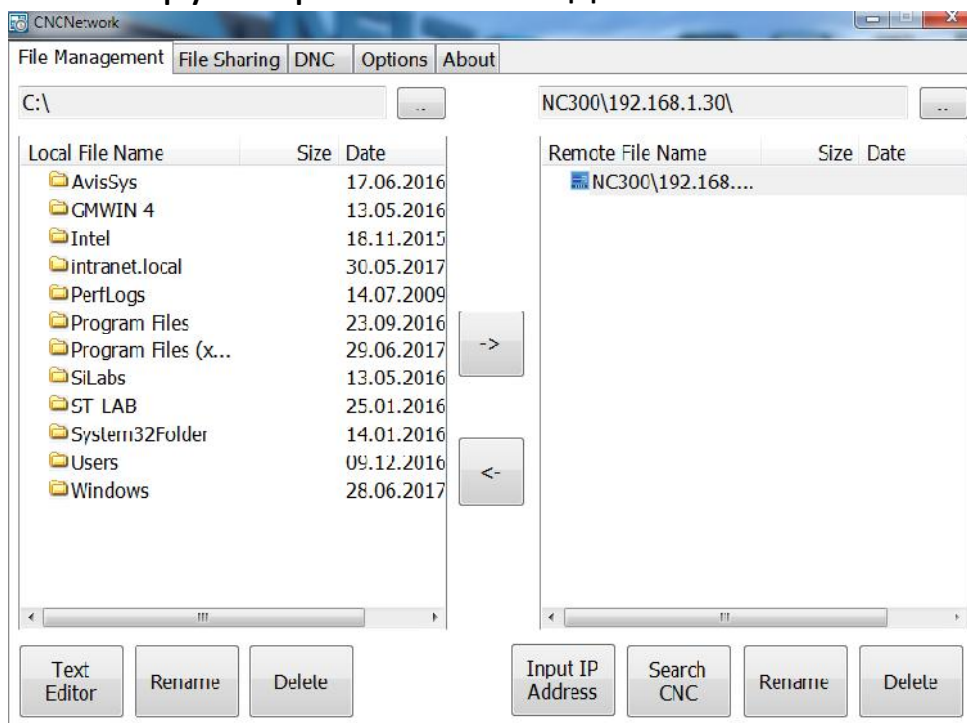 CNCNetwork
File Management File Sharing DNC Options About
C:\ .. NC300\192.168.1.30\ ..
Local File Name Size Date Remote File Name Size Date
AvisSys 17.06.2016 NC300\192.168....
GMWIN 4 13.05.2016
Intel 18.11.2015
intranet.local 30.05.2017
PerfLogs 14.07.2009
Program Files 23.09.2016
Program Files (x... 29.06.2017
->
SiLabs 13.05.2016
ST LAB 25.01.2016
System32Folder 14.01.2016
Users 09.12.2016
<-
Windows 28.06.2017
Text Editor Rename Delete Input IP Address Search CNC Rename Delete